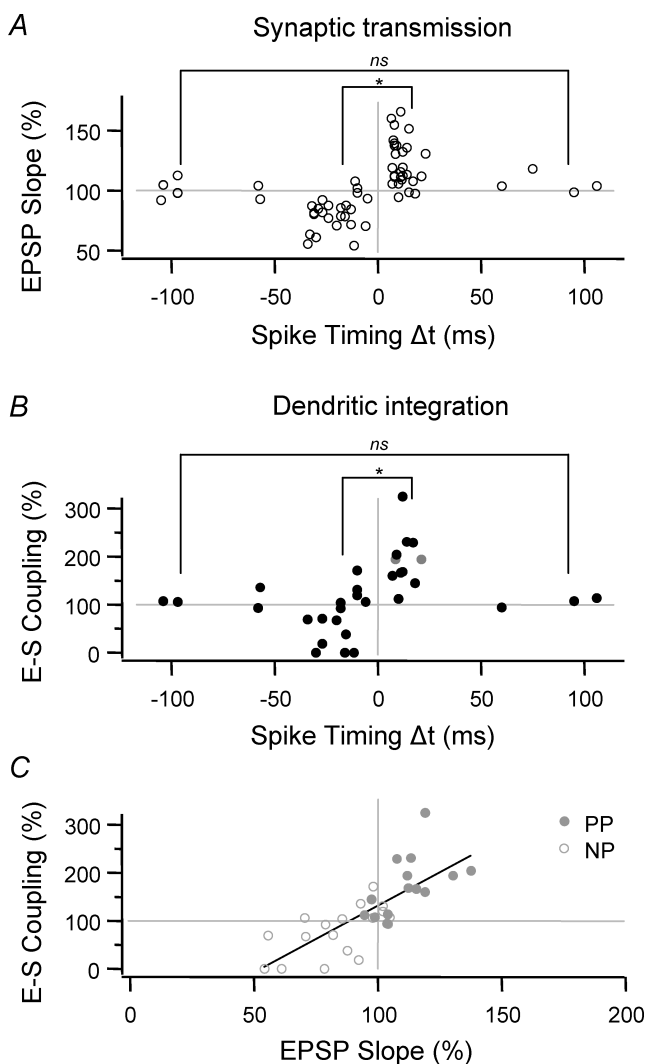 A
Synaptic transmission
ns
*
EPSP Slope (%)
150
100
50
-100 -50 0 50 100
Spike Timing Δt (ms)
B
Dendritic integration
ns
*
E-S Coupling (%)
300
200
100
0
-100 -50 0 50 100
Spike Timing Δt (ms)
C
E-S Coupling (%)
300
200
100
0
PP
NP
0 50 100 150 200
EPSP Slope (%)